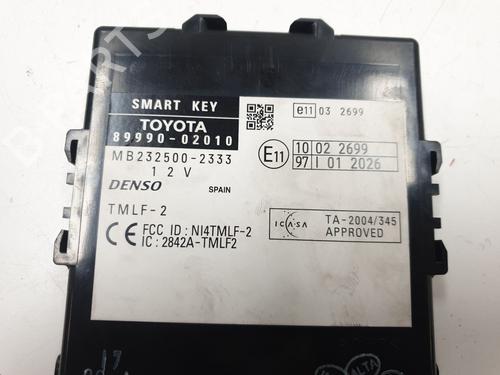 SMART KEY
TOYOTA
89990-02010
MB232500-2333
12V
DENSO
SPAIN
TMLF-2
CE
FCC ID : NI4TMLF-2
IC : 2842A-TMLF2
e11 03 2699
E11
10 02 2699
97 I 01 2026
ICASA
TA-2004/345
APPROVED